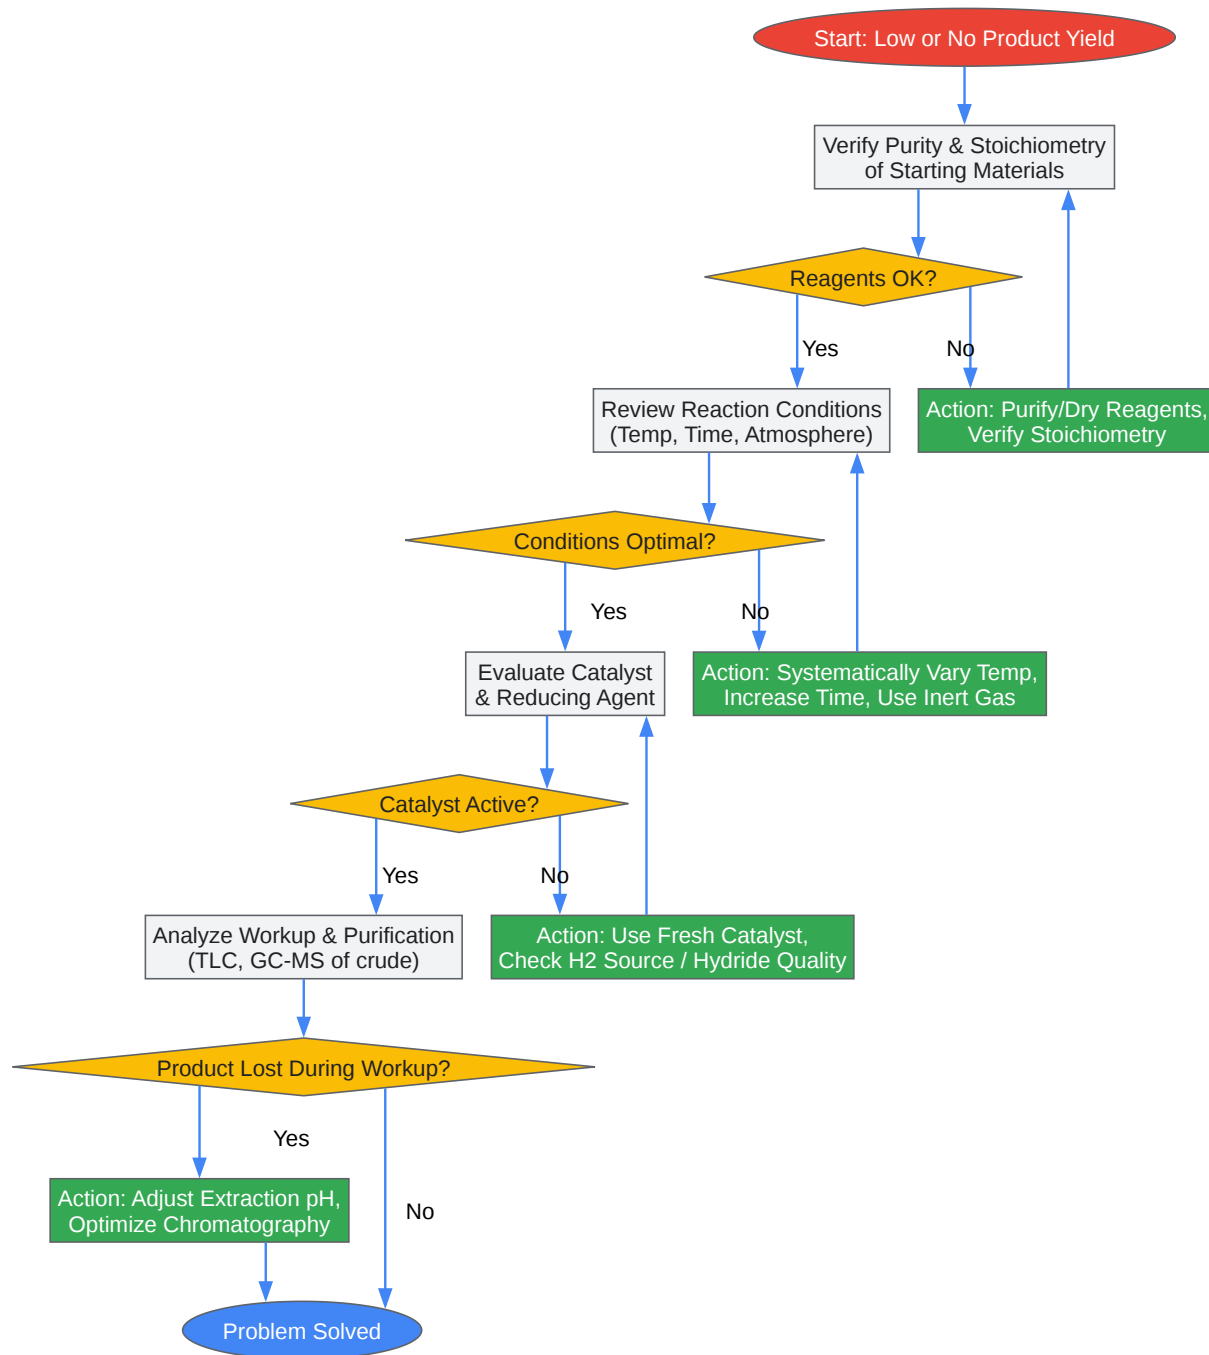 Start: Low or No Product Yield
Verify Purity & Stoichiometry
of Starting Materials
Reagents OK?
Yes
No
Review Reaction Conditions
(Temp, Time, Atmosphere)
Action: Purify/Dry Reagents,
Verify Stoichiometry
Conditions Optimal?
Yes
No
Evaluate Catalyst
& Reducing Agent
Action: Systematically Vary Temp,
Increase Time, Use Inert Gas
Catalyst Active?
Yes
No
Analyze Workup & Purification
(TLC, GC-MS of crude)
Action: Use Fresh Catalyst,
Check H2 Source / Hydride Quality
Product Lost During Workup?
Yes
Action: Adjust Extraction pH,
Optimize Chromatography
No
Problem Solved